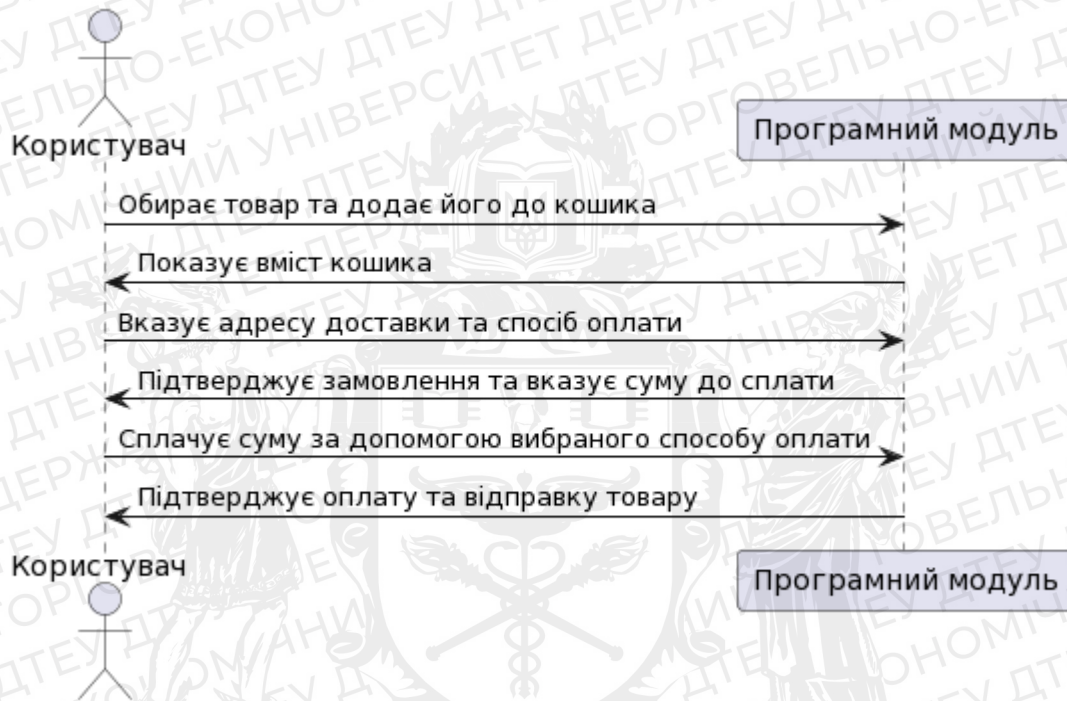 Користувач
Програмний модуль
Обирає товар та додає його до кошика
Показує вміст кошика
Вказує адресу доставки та спосіб оплати
Підтверджує замовлення та вказує суму до сплати
Сплачує суму за допомогою вибраного способу оплати
Підтверджує оплату та відправку товару
Користувач
Програмний модуль